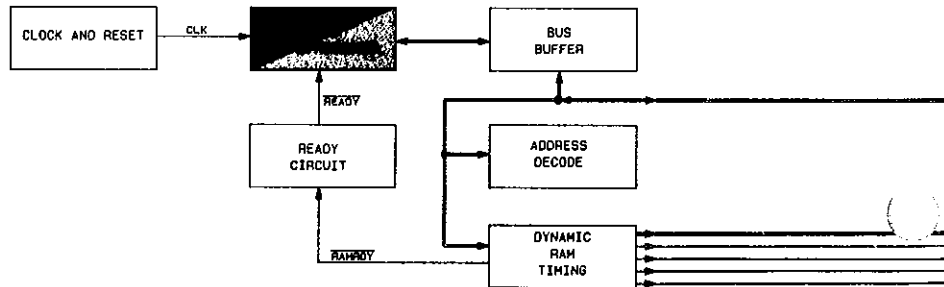 CLOCK AND RESET
CLK
BUS
BUFFER
READY
READY
CIRCUIT
ADDRESS
DECODE
RAMRDY
DYNAMIC
RAM
TIMING